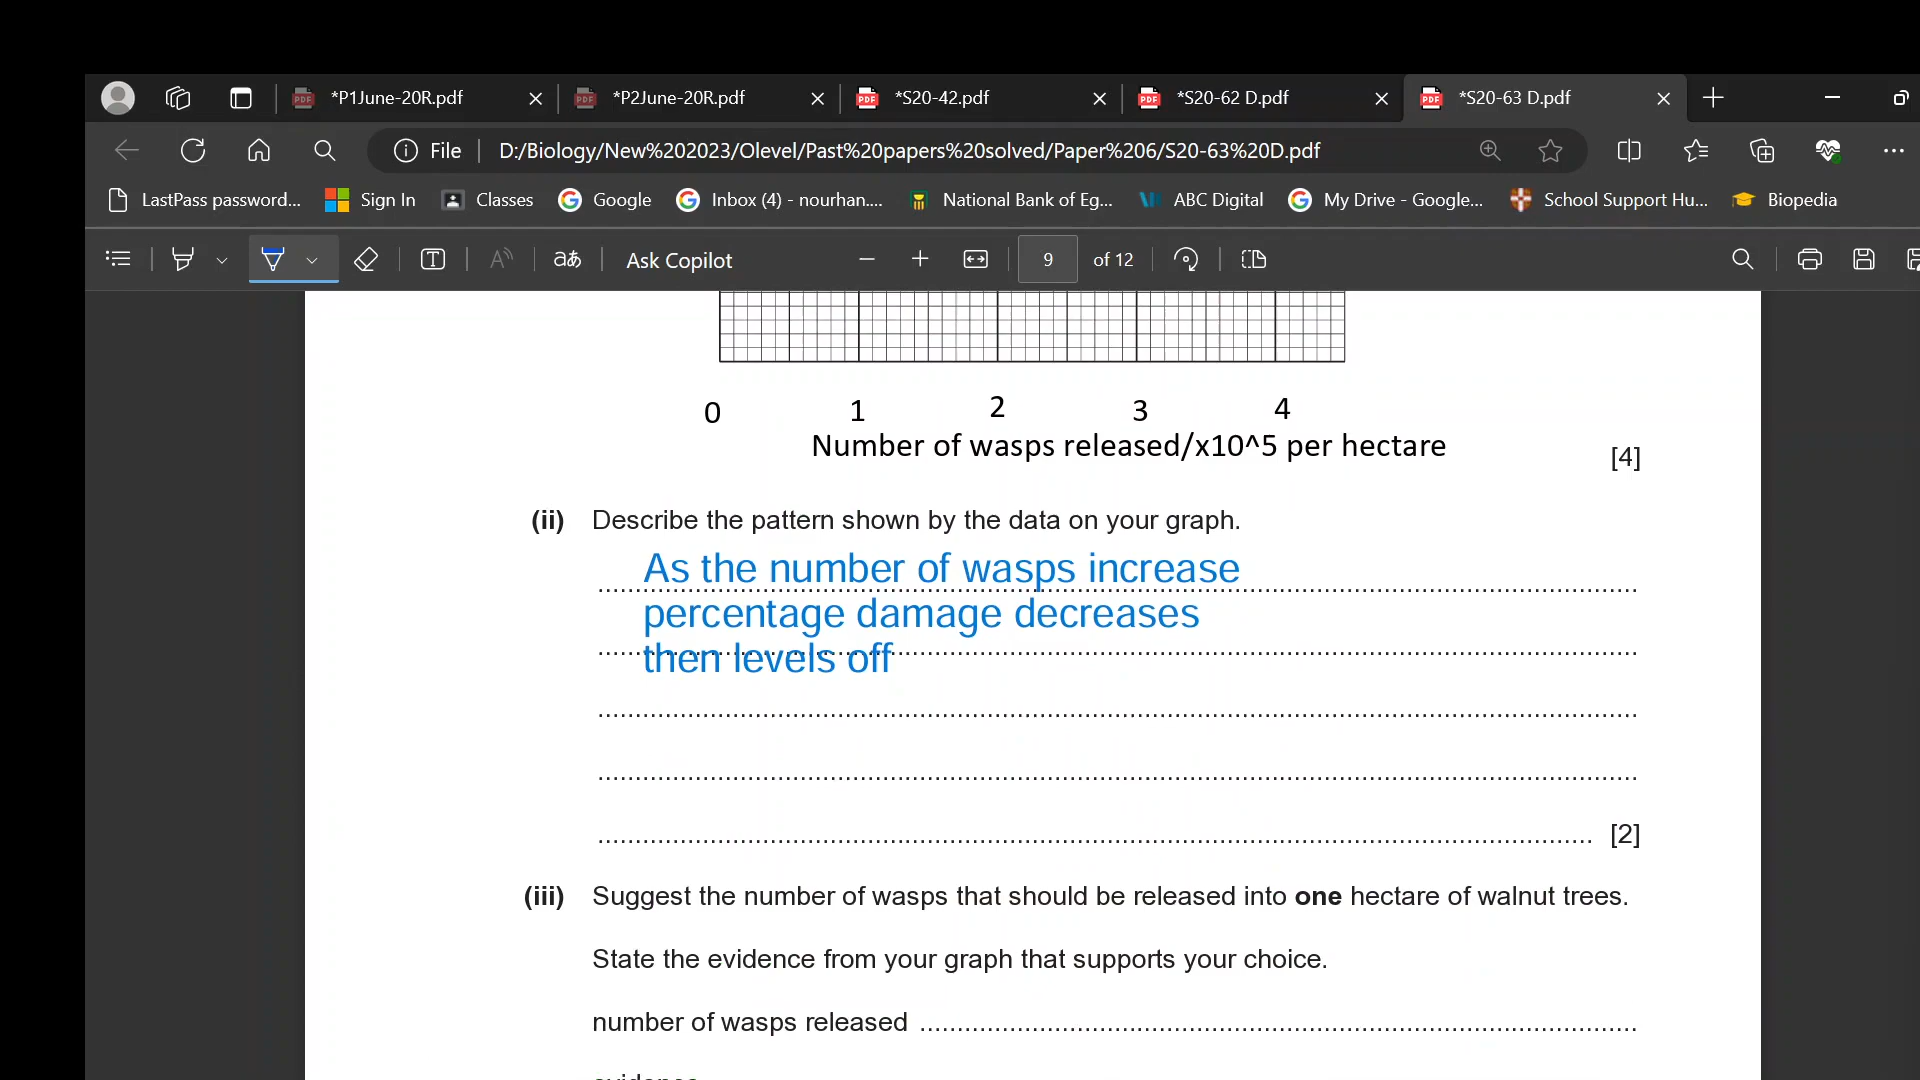 *P1June-20R.pdf
*P2June-20R.pdf
*S20-42.pdf
*S20-62 D.pdf
*S20-63 D.pdf
File
D:/Biology/New%202023/Olevel/Past%20papers%20solved/Paper%206/S20-63%20D.pdf
LastPass password...
Sign In
Classes
Google
Inbox (4) - nourhan....
National Bank of Eg...
ABC Digital
My Drive - Google...
School Support Hu...
Biopedia
Ask Copilot
9
of 12
0 1 2 3 4
Number of wasps released/x10^5 per hectare
[4]
(ii) Describe the pattern shown by the data on your graph.
As the number of wasps increase
percentage damage decreases
then levels off
[2]
(iii) Suggest the number of wasps that should be released into one hectare of walnut trees.
State the evidence from your graph that supports your choice.
number of wasps released